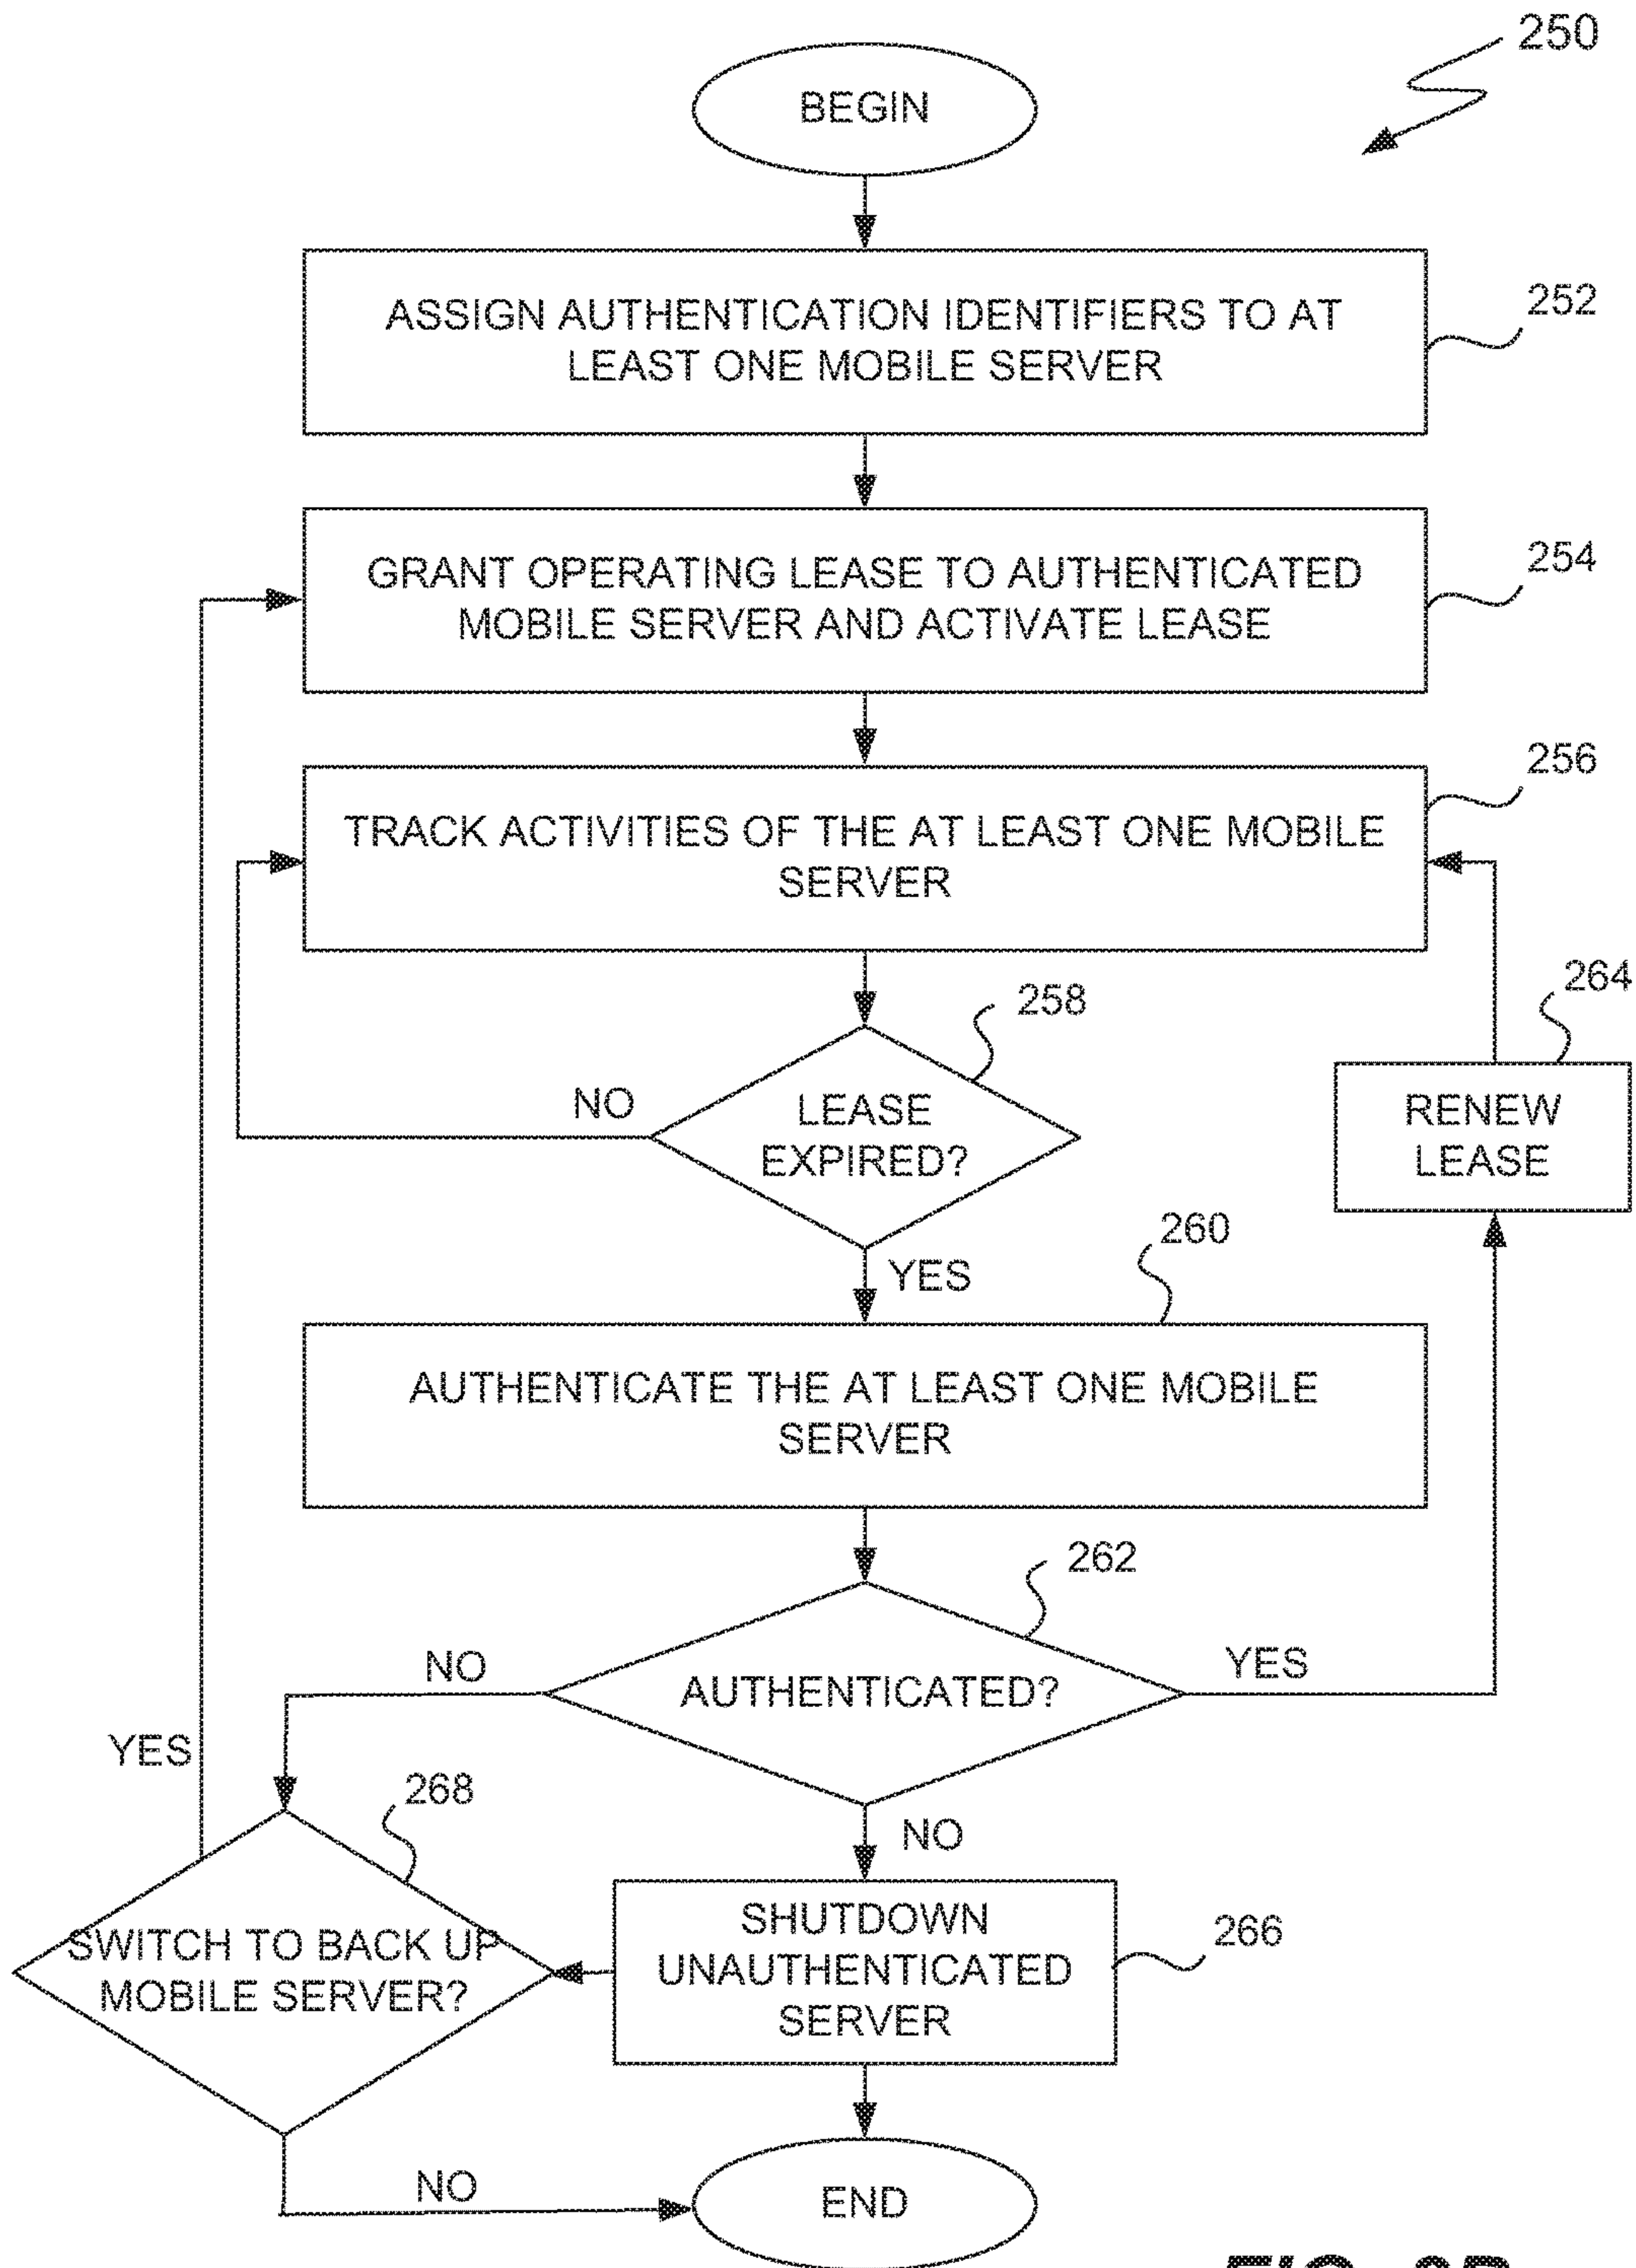 250
BEGIN
ASSIGN AUTHENTICATION IDENTIFIERS TO AT
LEAST ONE MOBILE SERVER
252
GRANT OPERATING LEASE TO AUTHENTICATED
MOBILE SERVER AND ACTIVATE LEASE
254
TRACK ACTIVITIES OF THE AT LEAST ONE MOBILE
SERVER
256
258
264
NO
LEASE
EXPIRED?
RENEW
LEASE
YES
260
AUTHENTICATE THE AT LEAST ONE MOBILE
SERVER
262
NO
AUTHENTICATED?
YES
YES
268
NO
SWITCH TO BACK UP
MOBILE SERVER?
SHUTDOWN
UNAUTHENTICATED
SERVER
266
NO
END